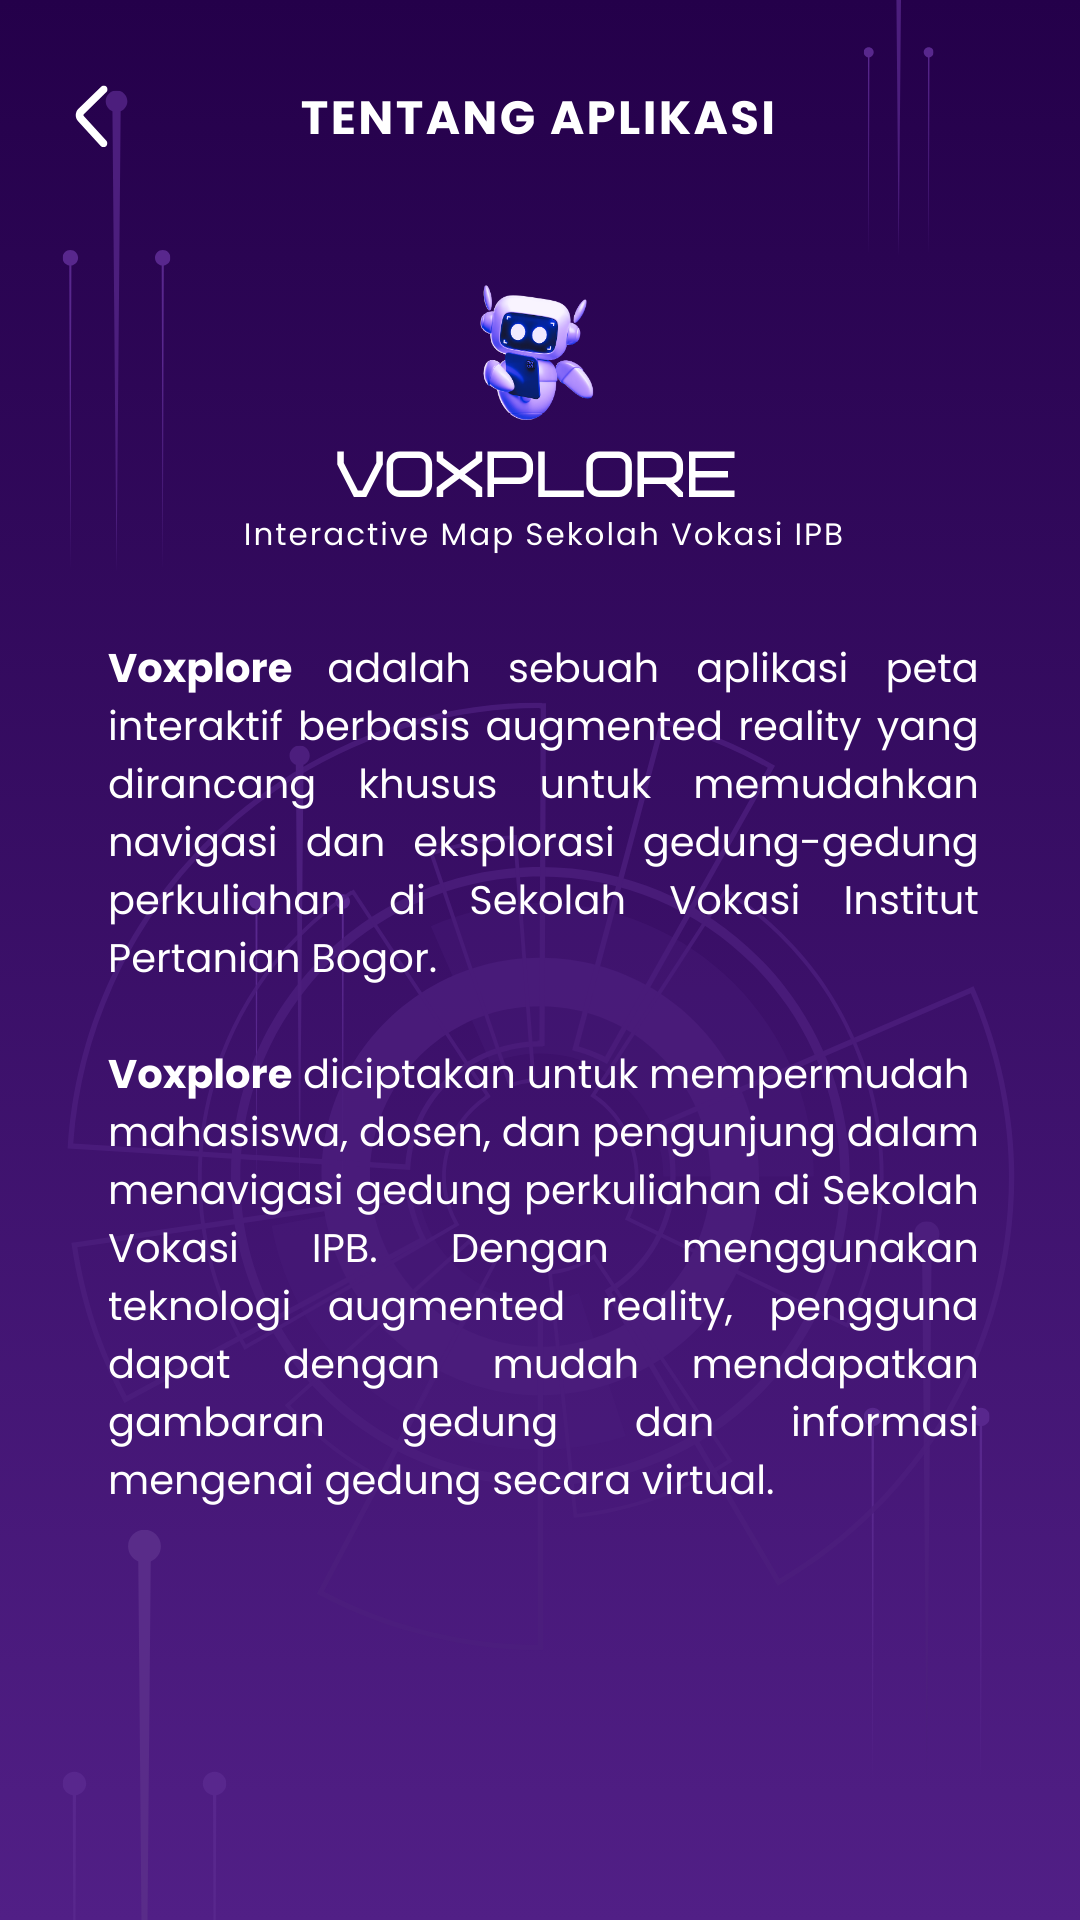 TENTANG APLIKASI
VOXPLORE
Interactive Map Sekolah Vokasi IPB
Voxplore adalah sebuah aplikasi peta
interaktif berbasis augmented reality yang
dirancang khusus untuk memudahkan
navigasi dan eksplorasi gedung-gedung
perkuliahan di Sekolah Vokasi Institut
Pertanian Bogor.
Voxplore diciptakan untuk mempermudah
mahasiswa, dosen, dan pengunjung dalam
menavigasi gedung perkuliahan di Sekolah
Vokasi IPB. Dengan menggunakan
teknologi augmented reality, pengguna
dapat dengan mudah mendapatkan
gambaran gedung dan informasi
mengenai gedung secara virtual.